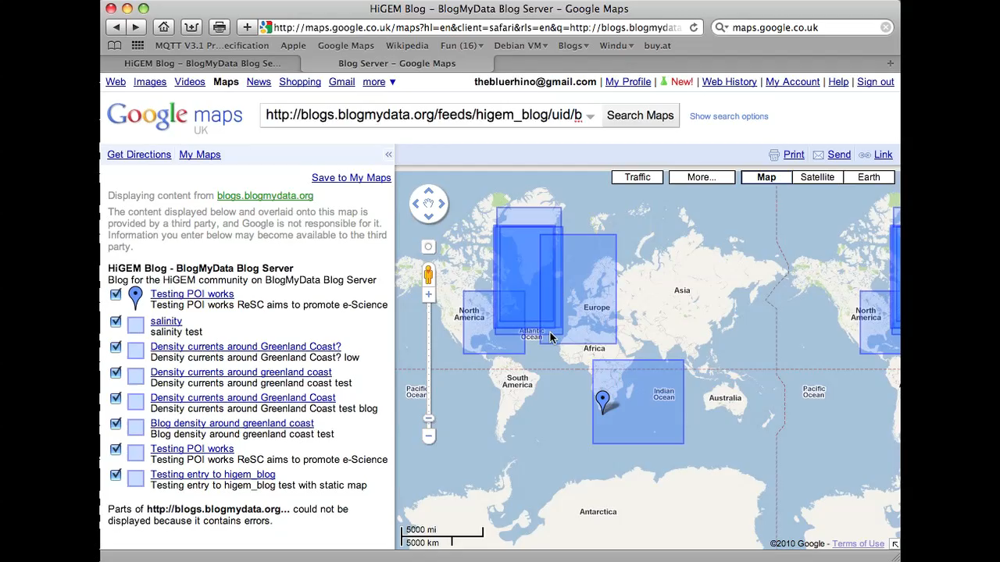 HiGEM Blog - BlogMyData Blog Server - Google Maps
http://maps.google.co.uk/maps?hl=en&client=safari&rls=en&q=http://blogs.blogmydata.
maps.google.co.uk
MQTT V3.1 Pr...ecification Apple Google Maps Wikipedia Fun (16) Debian VM Blogs Windu buy.at
HiGEM Blog – BlogMyData Blog Se... Blog Server – Google Maps
Web Images Videos Maps News Shopping Gmail more ▼
thebluerhino@gmail.com | My Profile | New! | Web History | My Account | Help | Sign out
Google maps
UK
http://blogs.blogmydata.org/feeds/higem_blog/uid/b
Search Maps
Show search options
Get Directions My Maps «
Print Send Link
Save to My Maps
Displaying content from blogs.blogmydata.org
The content displayed below and overlaid onto this map is
provided by a third party, and Google is not responsible for it.
Information you enter below may become available to the third
party.
HiGEM Blog - BlogMyData Blog Server
Blog for the HiGEM community on BlogMyData Blog Server
Testing POI works
Testing POI works ReSC aims to promote e-Science
salinity
salinity test
Density currents around Greenland Coast?
Density currents around Greenland Coast? low
Density currents around greenland coast
Density currents around greenland coast test
Density currents around Greenland Coast
Density currents around Greenland Coast test blog
Blog density around greenland coast
Blog density around greenland coast test
Testing POI works
Testing POI works ReSC aims to promote e-Science
Testing entry to higem_blog
Testing entry to higem_blog test with static map
Parts of http://blogs.blogmydata.org... could not be
displayed because it contains errors.
Traffic More... Map Satellite Earth
Asia
Europe
North
America
North
America
Atlantic
Ocean
Africa
South
America
Pacific
Ocean
Indian
Ocean
Australia
Pacific
Ocean
Antarctica
5000 mi
5000 km
©2010 Google - Terms of Use